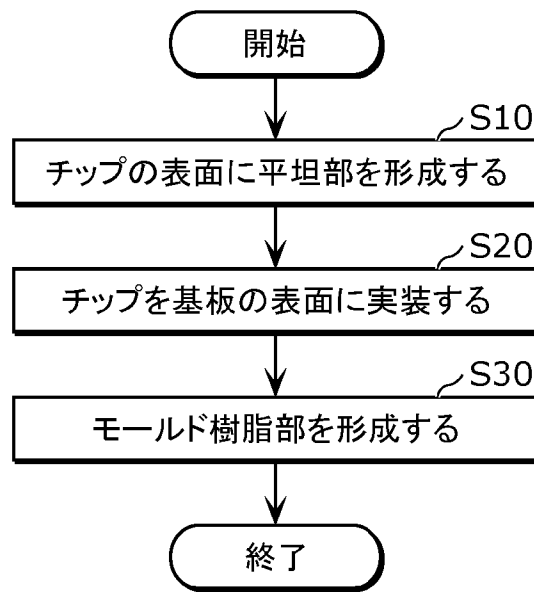 開始
S10
チップの表面に平坦部を形成する
S20
チップを基板の表面に実装する
S30
モールド樹脂部を形成する
終了